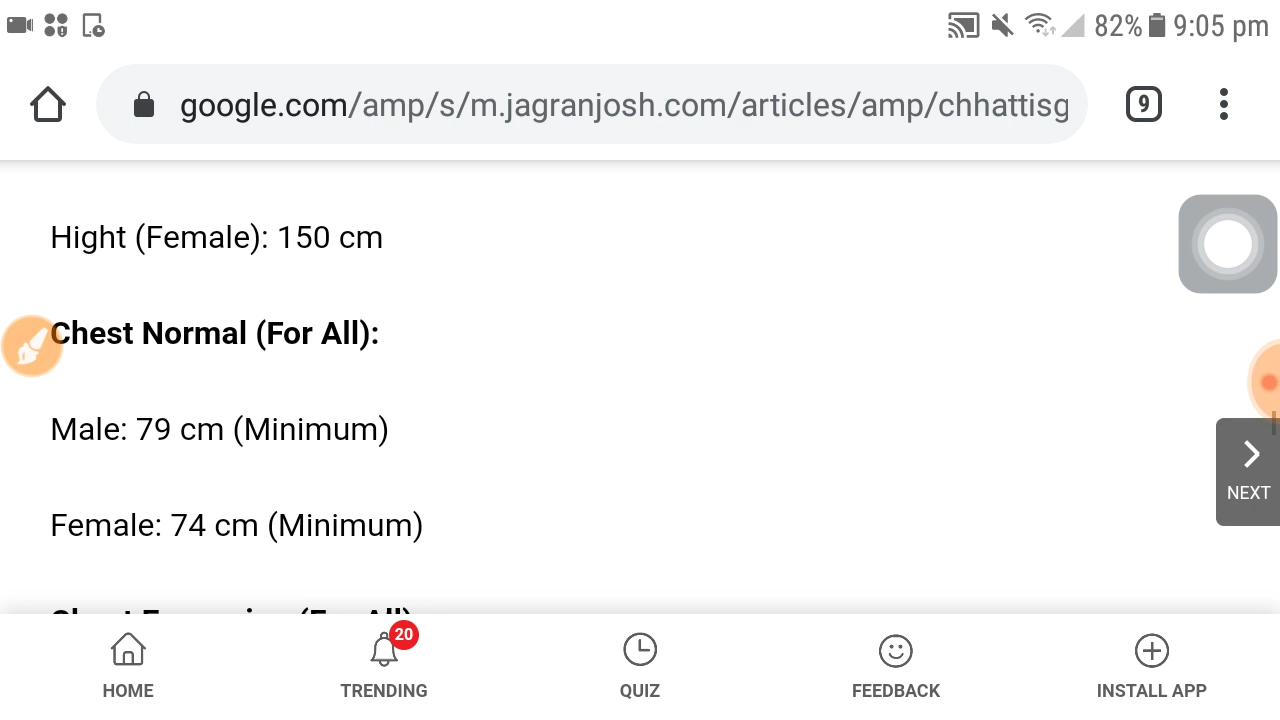 82% 9:05 pm
google.com/amp/s/m.jagranjosh.com/articles/amp/chhattisg
9
Hight (Female): 150 cm
Chest Normal (For All):
Male: 79 cm (Minimum)
NEXT
Female: 74 cm (Minimum)
20
HOME TRENDING QUIZ FEEDBACK INSTALL APP